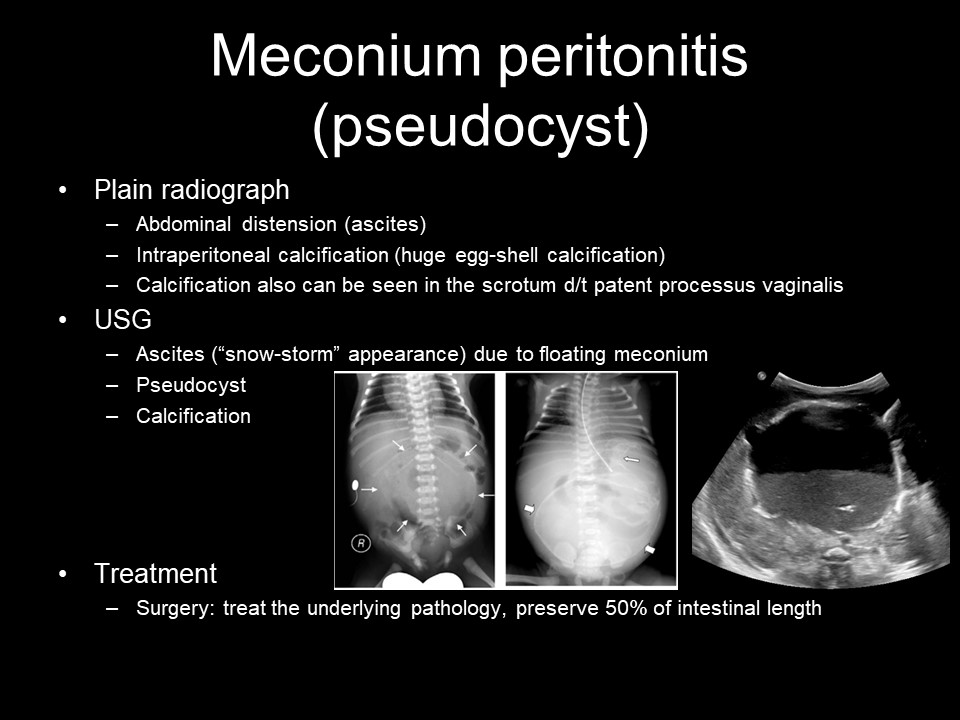 Meconium peritonitis
(pseudocyst)
• Plain radiograph
– Abdominal distension (ascites)
– Intraperitoneal calcification (huge egg-shell calcification)
– Calcification also can be seen in the scrotum d/t patent processus vaginalis
• USG
– Ascites (“snow-storm” appearance) due to floating meconium
– Pseudocyst
– Calcification
R
• Treatment
– Surgery: treat the underlying pathology, preserve 50% of intestinal length